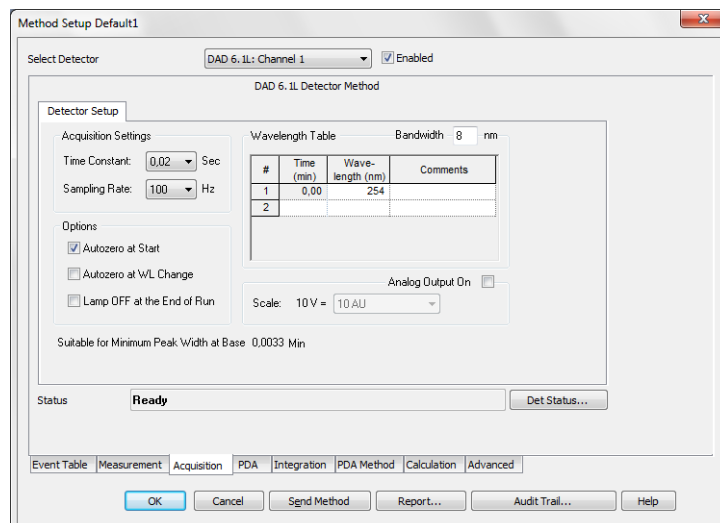 Method Setup Default1
Select Detector DAD 6.1L: Channel 1 Enabled
DAD 6.1L Detector Method
Detector Setup
Acquisition Settings
Time Constant: 0,02 Sec
Sampling Rate: 100 Hz
Options
Autozero at Start
Autozero at WL Change
Lamp OFF at the End of Run
Wavelength Table Bandwidth 8 nm
# Time (min) Wave-length (nm) Comments
1 0,00 254
2
Analog Output On
Scale: 10 V = 10 AU
Suitable for Minimum Peak Width at Base 0,0033 Min
Status Ready Det Status...
Event Table Measurement Acquisition PDA Integration PDA Method Calculation Advanced
OK Cancel Send Method Report... Audit Trail... Help